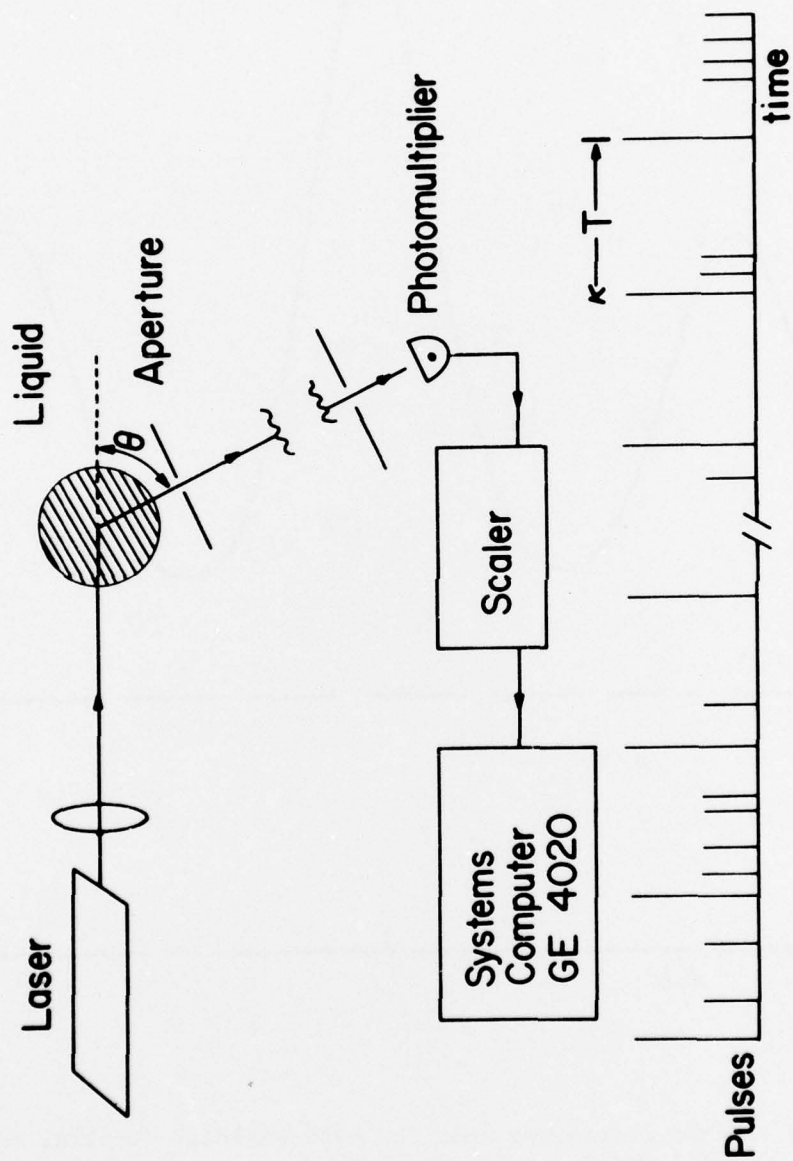 Laser
Liquid
θ
Aperture
Photomultiplier
Scaler
Systems
Computer
GE 4020
T
Pulses
time